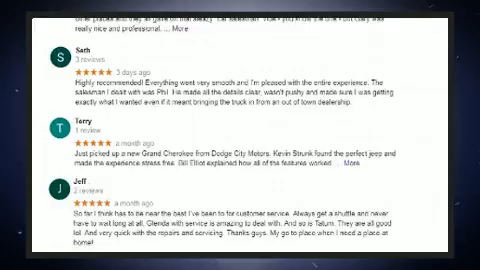 really nice and professional. ... More
S
Seth
3 reviews
★★★★★ 3 days ago
Highly recommended! Everything went very smooth and I'm pleased with the entire experience. The
salesman I dealt with was Phil. He made all the details clear, wasn't pushy and made sure I was getting
exactly what I wanted even if it meant bringing the truck in from an out of town dealership.
T
Terry
1 review
★★★★★ a month ago
Just picked up a new Grand Cherokee from Dodge City Motors. Kevin Strunk found the perfect jeep and
made the experience stress free. Bill Elliot explained how all of the features worked. ... More
J
Jeff
2 reviews
★★★★★ a month ago
So far I think has to be near the best I've been to for customer service. Always get a shuttle and never
have to wait long at all. Glenda with service is amazing to deal with. And so is Tatum. They are all good
lol. And very quick with the repairs and servicing. Thanks guys. My go to place when I need a place at
home!